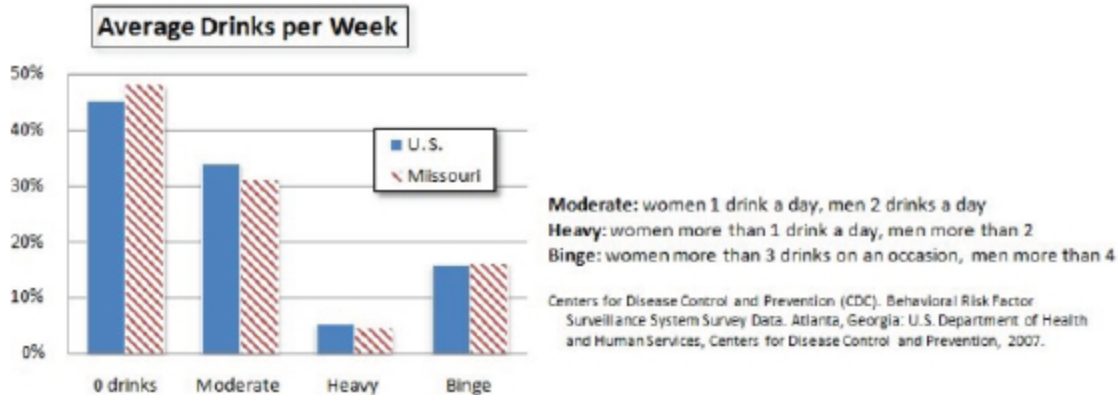 Average Drinks per Week
50%
40%
30%
20%
10%
0%
U.S.
Missouri
0 drinks
Moderate
Heavy
Binge
Moderate: women 1 drink a day, men 2 drinks a day
Heavy: women more than 1 drink a day, men more than 2
Binge: women more than 3 drinks on an occasion, men more than 4
Centers for Disease Control and Prevention (CDC). Behavioral Risk Factor
Surveillance System Survey Data. Atlanta, Georgia: U.S. Department of Health
and Human Services, Centers for Disease Control and Prevention, 2007.